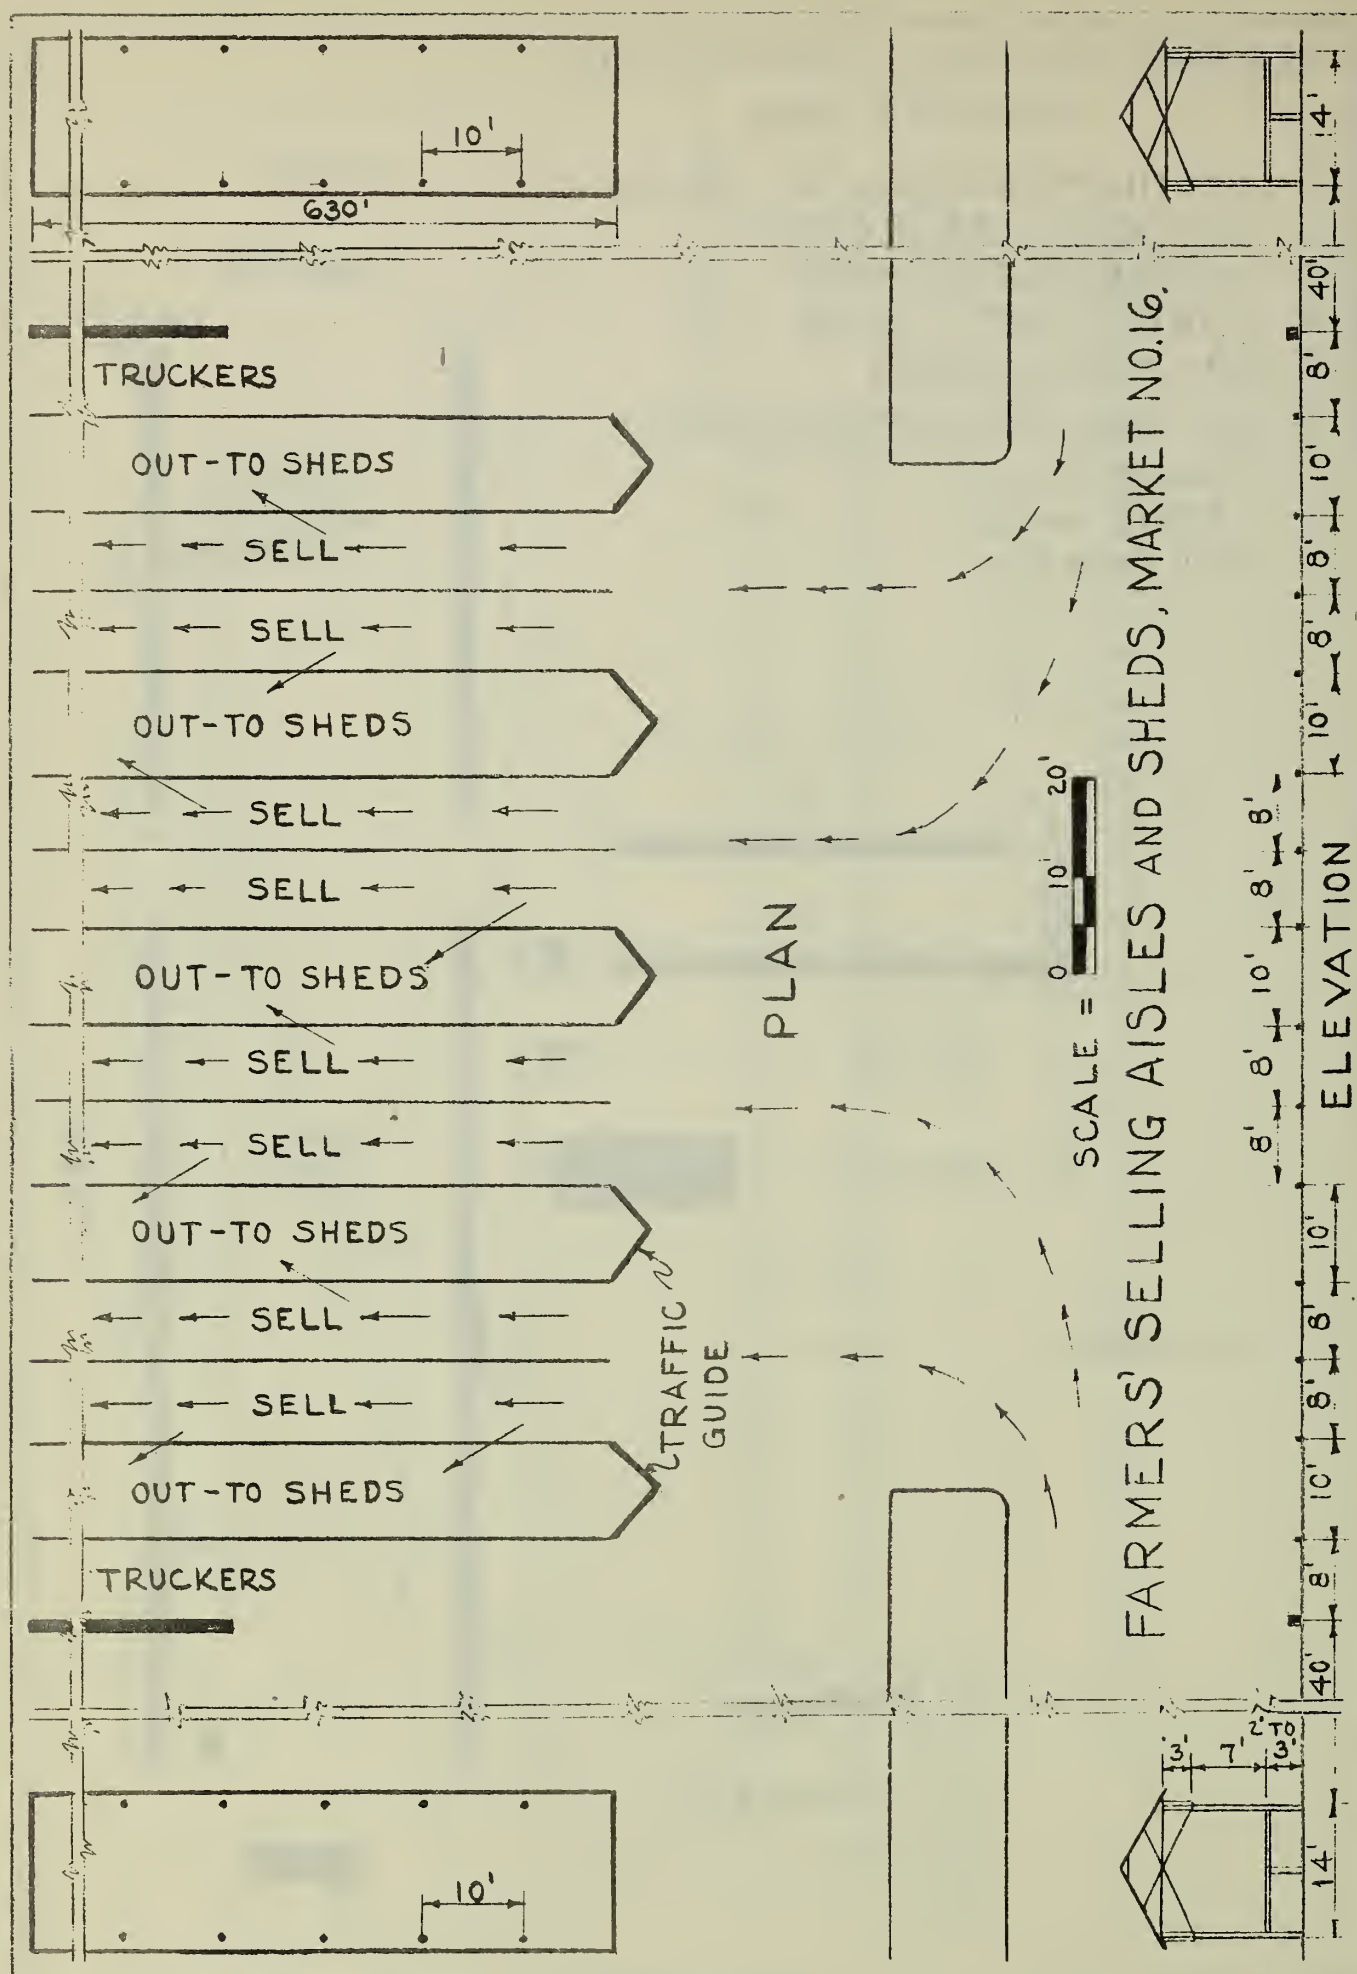 10'
630'
TRUCKERS
OUT-TO SHEDS
SELL
SELL
OUT-TO SHEDS
SELL
SELL
OUT-TO SHEDS
SELL
SELL
OUT-TO SHEDS
SELL
SELL
OUT-TO SHEDS
TRUCKERS
10'
TRAFFIC
GUIDE
PLAN
SCALE =
0 10' 20'
FARMERS' SELLING AISLES AND SHEDS, MARKET NO.16.
3' 7' 2' TO
3'
14' 40' 8' 10' 8' 8' 10' 8' 8' 10' 8' 8' 10' 8' 8' 10' 8' 40' 14'
ELEVATION